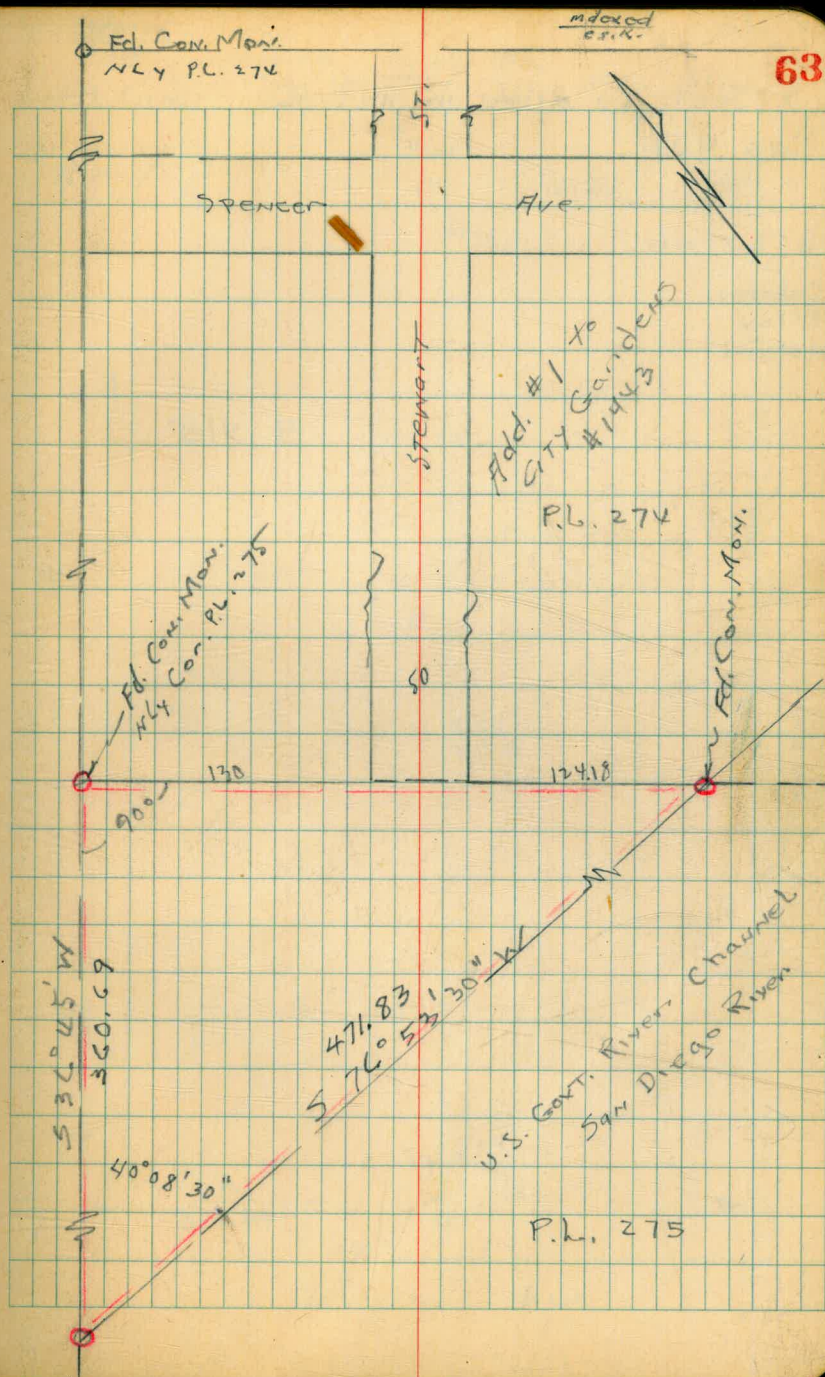 indexed
c.s.k.
63
Fd. Con. Mon.
NLY P.L. 274
ST.
Spencer Ave.
Stewart
Add. #1 to
City Gardens
#1443
P.L. 274
Fd. Con. Mon.
NLY Cor. P.L. 275
Fd. Con. Mon.
50
130
124.18
90°
S 36° 45' W
360.69
471.83
S 76° 53' 30" W
40° 08' 30"
U.S. Govt. River Channel
San Diego River
P.L. 275